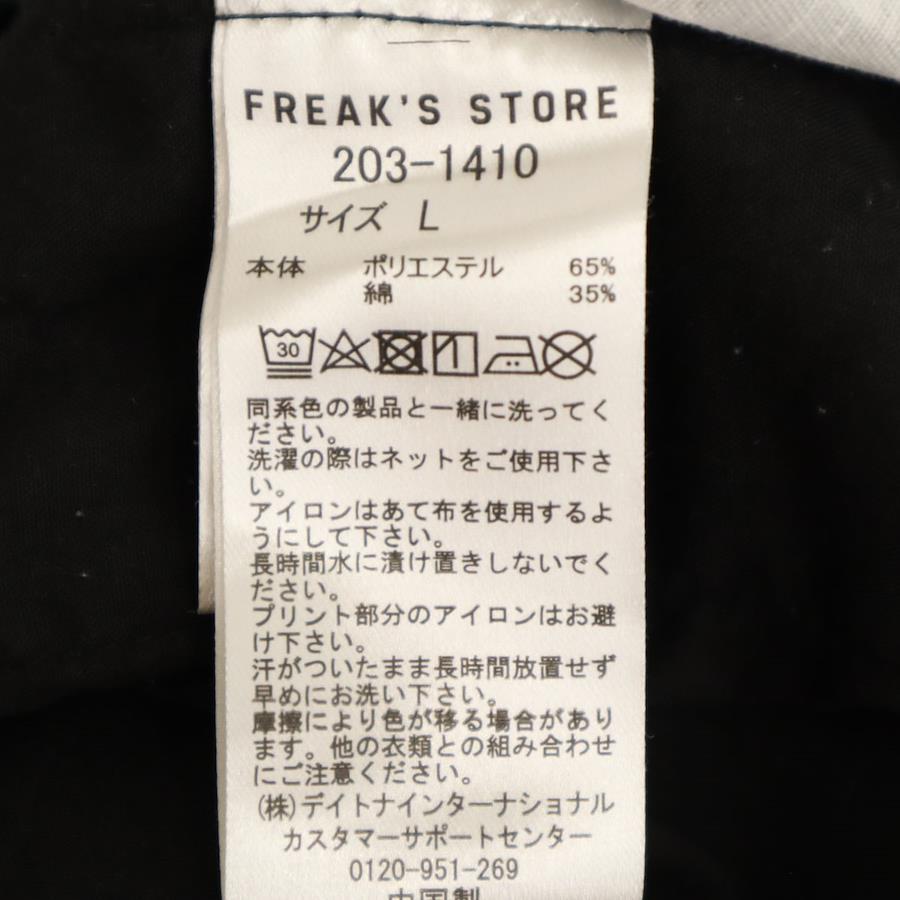 FREAK'S STORE
203-1410
サイズ L
本体 ポリエステル 65%
綿 35%
30
同系色の製品と一緒に洗ってく
ださい。
洗濯の際はネットをご使用下さ
い。
アイロンはあて布を使用するよ
うにして下さい。
長時間水に漬け置きしないでく
ださい。
プリント部分のアイロンはお避
け下さい。
汗がついたまま長時間放置せず
早めにお洗い下さい。
摩擦により色が移る場合があり
ます。他の衣類との組み合わせ
にご注意ください。
(株)デイトナインターナショナル
カスタマーサポートセンター
0120-951-269
中国製